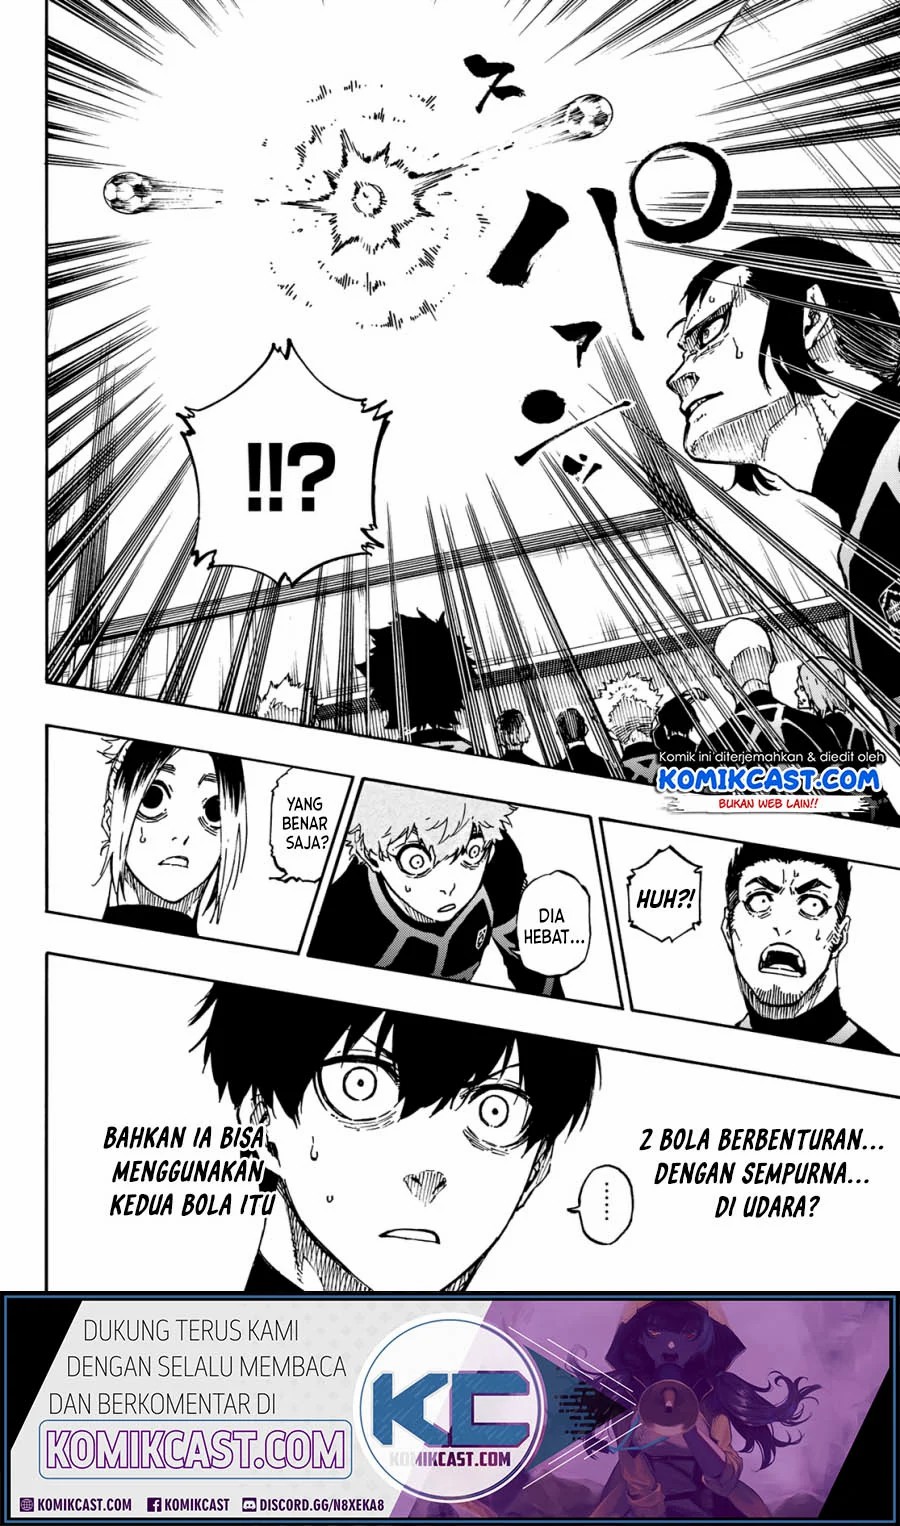 パァンッ
!!?
Komik ini diterjemahkan & diedit oleh
KOMIKCAST.COM
BUKAN WEB LAIN!!
HUH?!
DIA
HEBAT...
YANG
BENAR
SAJA?
2 BOLA BERBENTURAN...
DENGAN SEMPURNA...
DI UDARA?
......
BAHKAN IA BISA
MENGGUNAKAN
KEDUA BOLA ITU
DUKUNG TERUS KAMI
DENGAN SELALU MEMBACA
DAN BERKOMENTAR DI
KOMIKCAST.COM
KC
KOMIKCAST.COM
KOMIKCAST.COM
KOMIKCAST
DISCORD.GG/N8XEKA8